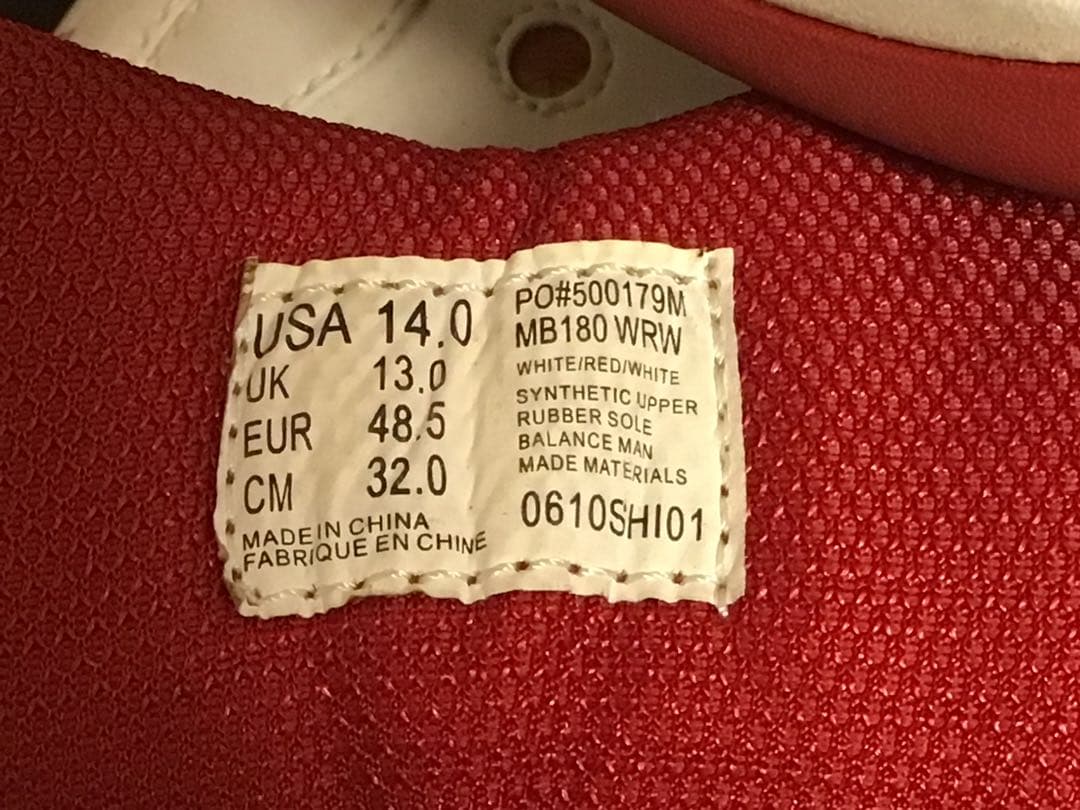 USA 14.0
UK 13.0
EUR 48.5
CM 32.0
MADE IN CHINA
FABRIQUE EN CHINE
PO#500179M
MB180 WRW
WHITE/RED/WHITE
SYNTHETIC UPPER
RUBBER SOLE
BALANCE MAN
MADE MATERIALS
0610SHI01